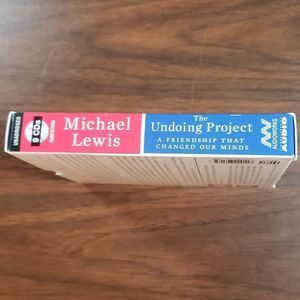 UNABRIDGED
9 CDs
Michael
Lewis
The
Undoing Project
A FRIENDSHIP THAT
CHANGED OUR MINDS
AUDIOWORKS
AUDIO